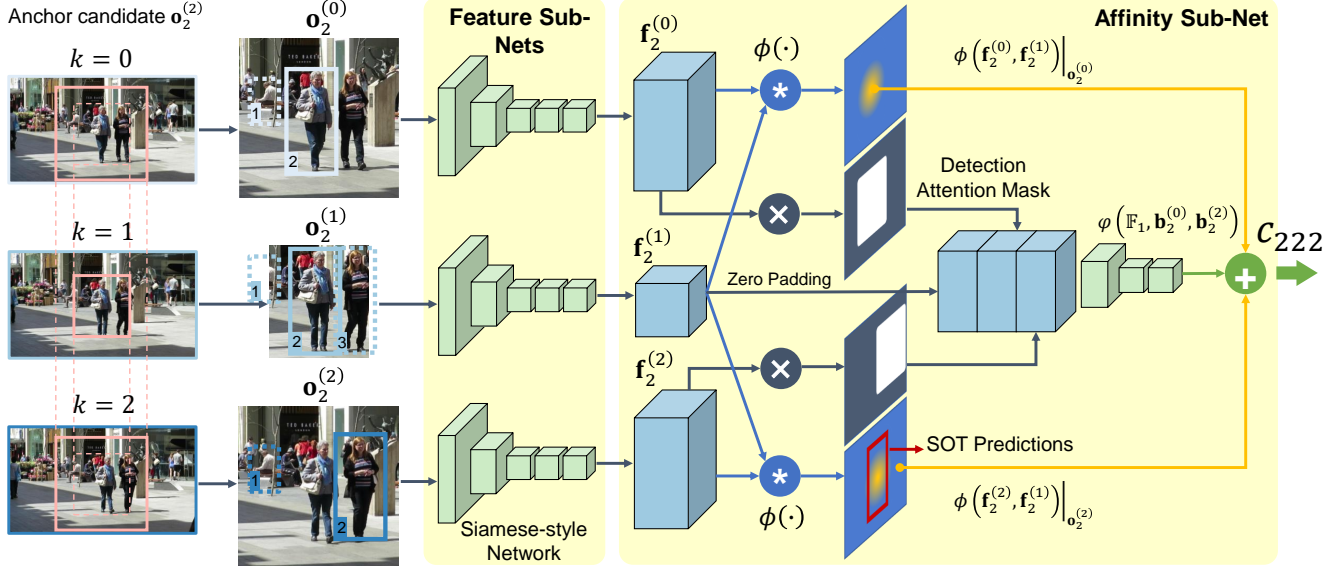 Anchor candidate 𝐨₂⁽²⁾
k = 0
𝐨₂⁽⁰⁾
TED BAKER
1
2
k = 1
𝐨₂⁽¹⁾
1
2
3
k = 2
𝐨₂⁽²⁾
1
2
Feature Sub-
Nets
Siamese-style
Network
Affinity Sub-Net
𝐟₂⁽⁰⁾
ϕ(·)
*
ϕ(𝐟₂⁽⁰⁾, 𝐟₂⁽¹⁾)|𝐨₂⁽⁰⁾
×
Detection
Attention Mask
𝐟₂⁽¹⁾
Zero Padding
φ(𝔽₁, 𝐛₂⁽⁰⁾, 𝐛₂⁽²⁾)
+
C₂₂₂
𝐟₂⁽²⁾
×
SOT Predictions
*
ϕ(·)
ϕ(𝐟₂⁽²⁾, 𝐟₂⁽¹⁾)|𝐨₂⁽²⁾